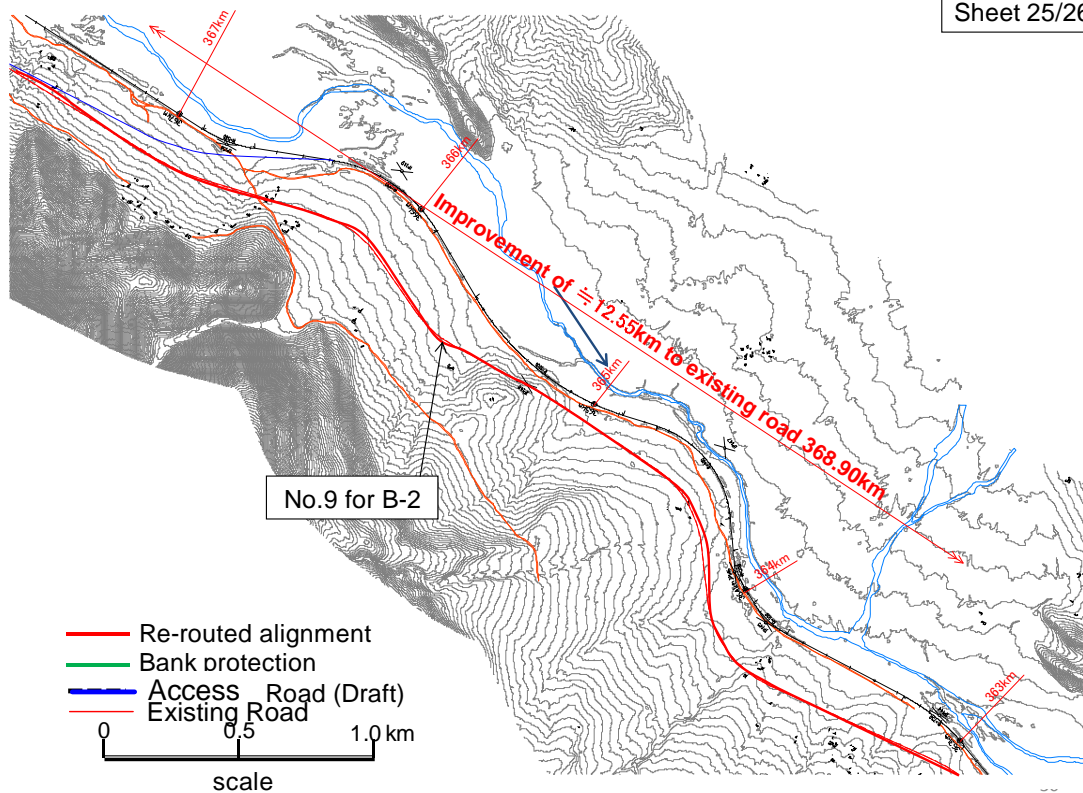 Sheet 25/26
367km
366km
Improvement of ≒12.55km to existing road 368.90km
365km
No.9 for B-2
364km
363km
Re-routed alignment
Bank protection
Access Road (Draft)
Existing Road
0 0.5 1.0 km
scale